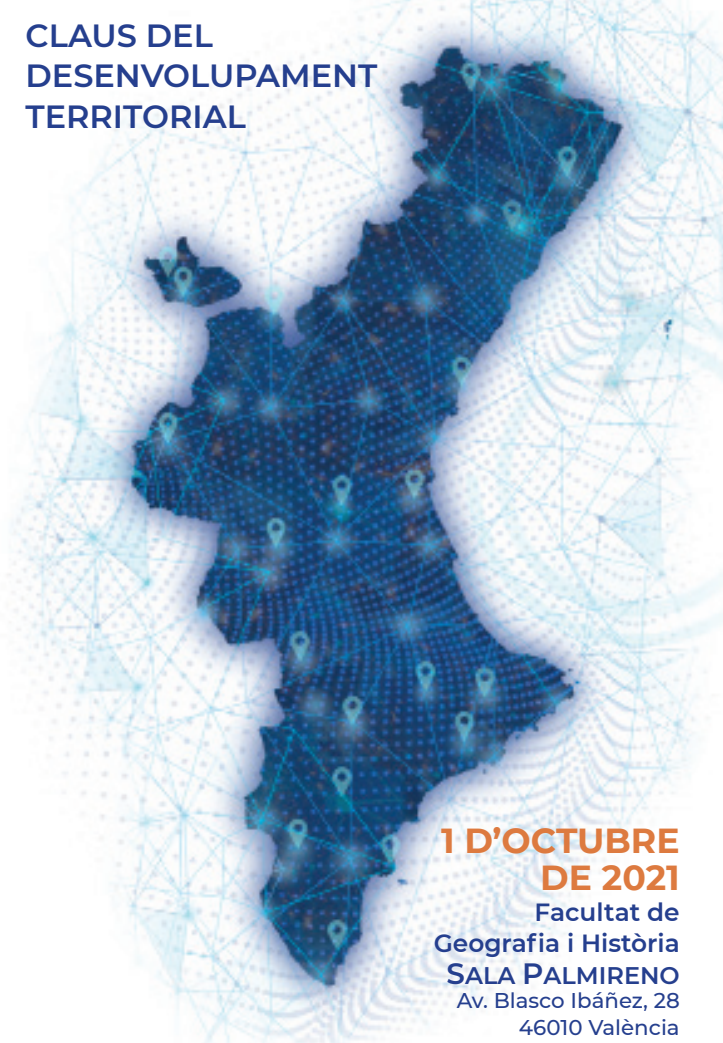 CLAUS DEL
DESENVOLUPAMENT
TERRITORIAL
1 D’OCTUBRE
DE 2021
Facultat de
Geografia i Història
SALA PALMIRENO
Av. Blasco Ibáñez, 28
46010 València